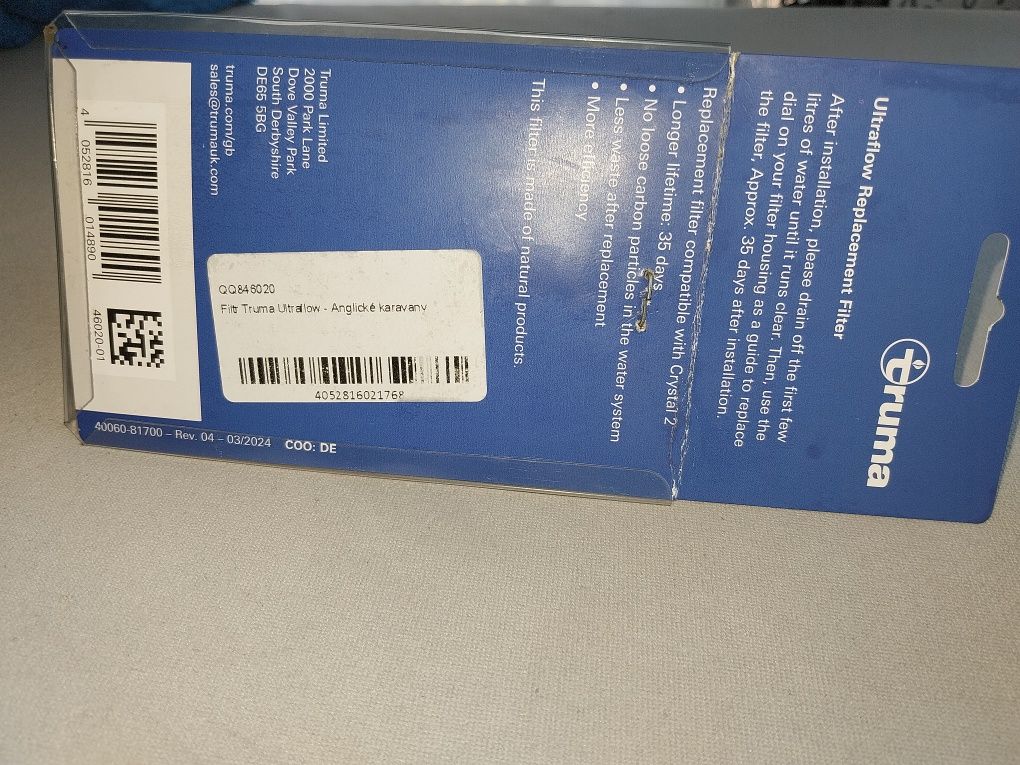 truma
Ultraflow Replacement Filter
After installation, please drain off the first few
litres of water until it runs clear. Then, use the
dial on your filter housing as a guide to replace
the filter, Approx. 35 days after installation.
Replacement filter compatible with Crystal 2
• Longer lifetime: 35 days
• No loose carbon particles in the water system
• Less waste after replacement
• More efficiency
This filter is made of natural products.
QQ846020
Filtr Truma Ultraflow - Anglické karavany
4052816021768
Truma Limited
2000 Park Lane
Dove Valley Park
South Derbyshire
DE65 5BG
truma.com/gb
sales@trumauk.com
4 052816 014890
46020-01
40060-81700 – Rev. 04 – 03/2024 COO: DE